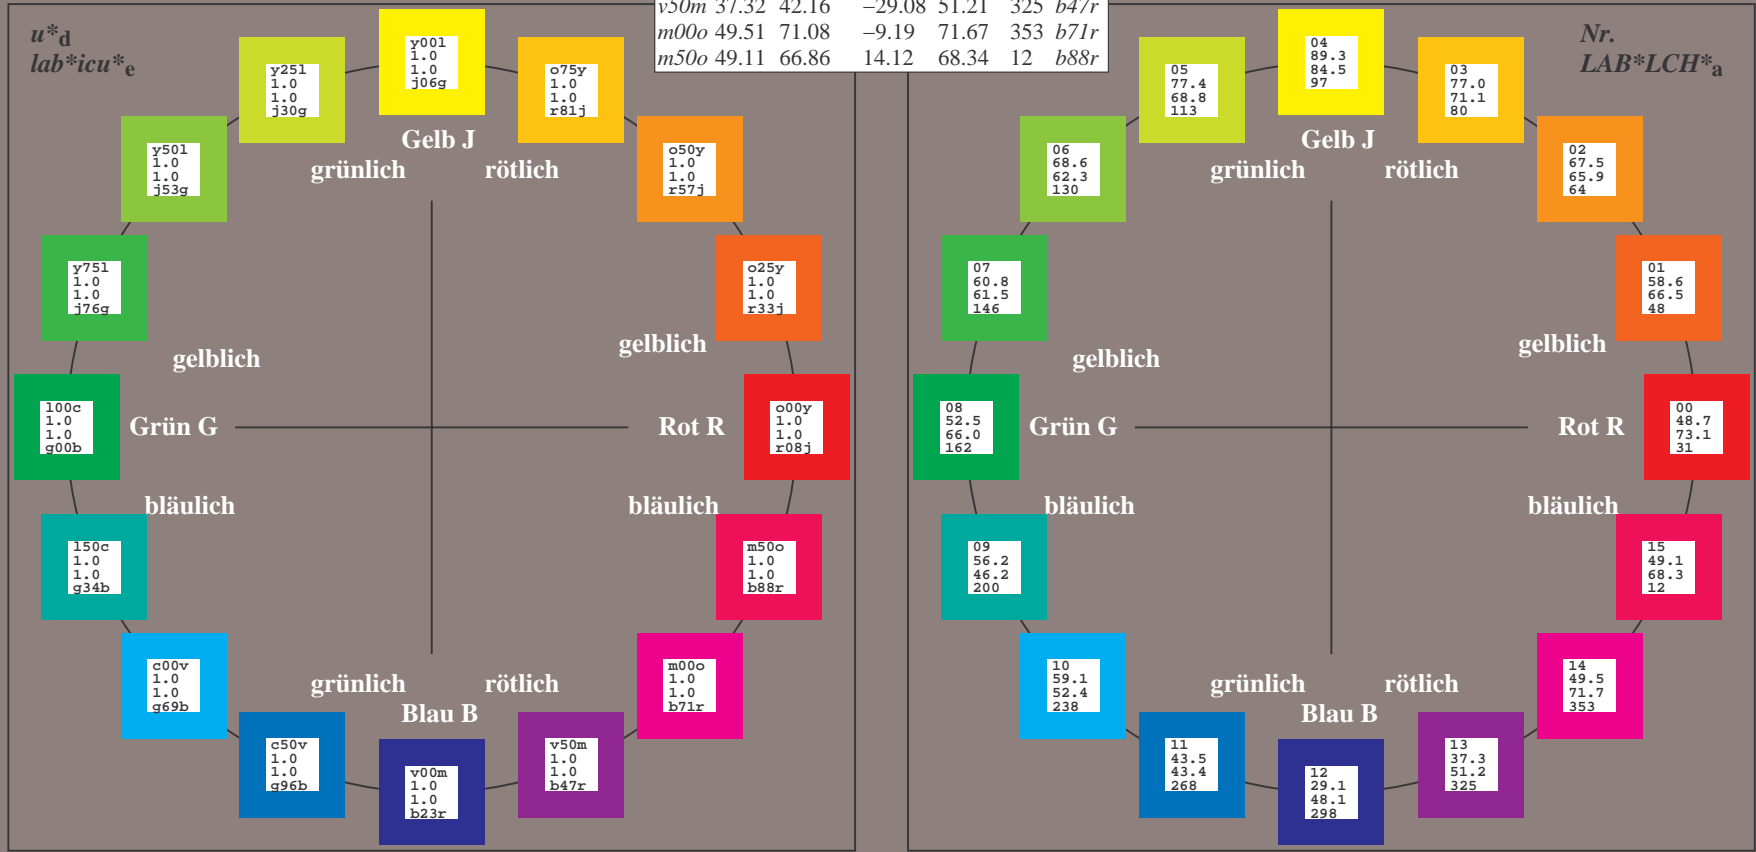 v50m 37.32 42.16 −29.08 51.21 325 b47r
m00o 49.51 71.08 −9.19 71.67 353 b71r
m50o 49.11 66.86 14.12 68.34 12 b88r
u*d
lab*icu*e
y00l
1.0
1.0
j06g
y25l
1.0
1.0
j30g
o75y
1.0
1.0
r81j
y50l
1.0
1.0
j53g
o50y
1.0
1.0
r57j
Gelb J
grünlich rötlich
y75l
1.0
1.0
j76g
o25y
1.0
1.0
r33j
gelblich
gelblich
l00c
1.0
1.0
g00b
Grün G
Rot R
o00y
1.0
1.0
r08j
bläulich
bläulich
l50c
1.0
1.0
g34b
m50o
1.0
1.0
b88r
c00v
1.0
1.0
g69b
m00o
1.0
1.0
b71r
grünlich rötlich
Blau B
c50v
1.0
1.0
g96b
v50m
1.0
1.0
b47r
v00m
1.0
1.0
b23r
Nr.
LAB*LCH*a
04
89.3
84.5
97
05
77.4
68.8
113
03
77.0
71.1
80
06
68.6
62.3
130
02
67.5
65.9
64
Gelb J
grünlich rötlich
07
60.8
61.5
146
01
58.6
66.5
48
gelblich
gelblich
08
52.5
66.0
162
Grün G
Rot R
00
48.7
73.1
31
bläulich
bläulich
09
56.2
46.2
200
15
49.1
68.3
12
10
59.1
52.4
238
14
49.5
71.7
353
grünlich rötlich
Blau B
11
43.5
43.4
268
13
37.3
51.2
325
12
29.1
48.1
298